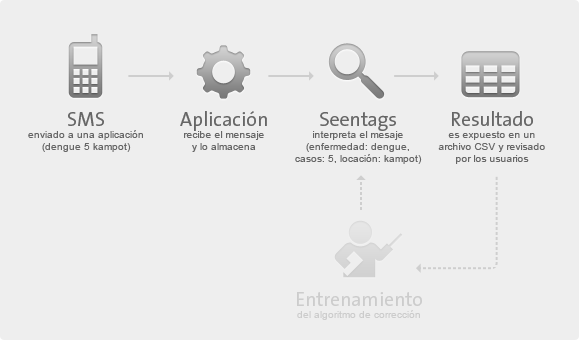 SMS
enviado a una aplicación
(dengue 5 kampot)
Aplicación
recibe el mensaje
y lo almacena
Seentags
interpreta el mesaje
(enfermedad: dengue,
casos: 5, locación: kampot)
Resultado
es expuesto en un
archivo CSV y revisado
por los usuarios
Entrenamiento
del algoritmo de corrección